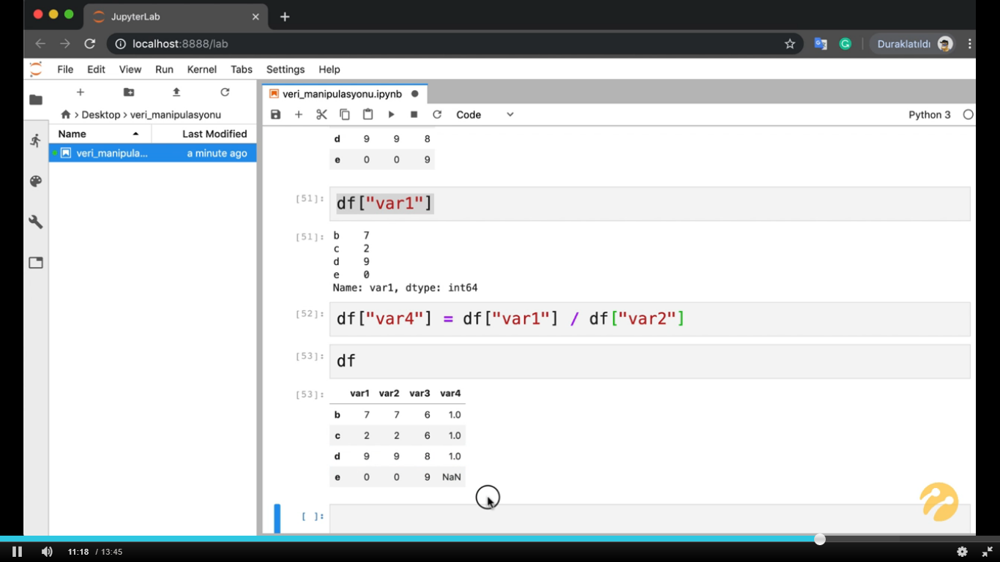 JupyterLab
localhost:8888/lab
Duraklatıldı
File Edit View Run Kernel Tabs Settings Help
veri_manipulasyonu.ipynb
Desktop > veri_manipulasyonu
Code
Python 3
Name Last Modified
veri_manipula... a minute ago
d 9 9 8
e 0 0 9
[51]: df["var1"]
[51]: b 7
c 2
d 9
e 0
Name: var1, dtype: int64
[52]: df["var4"] = df["var1"] / df["var2"]
[53]: df
[53]: var1 var2 var3 var4
b 7 7 6 1.0
c 2 2 6 1.0
d 9 9 8 1.0
e 0 0 9 NaN
[ ]:
11:18 / 13:45